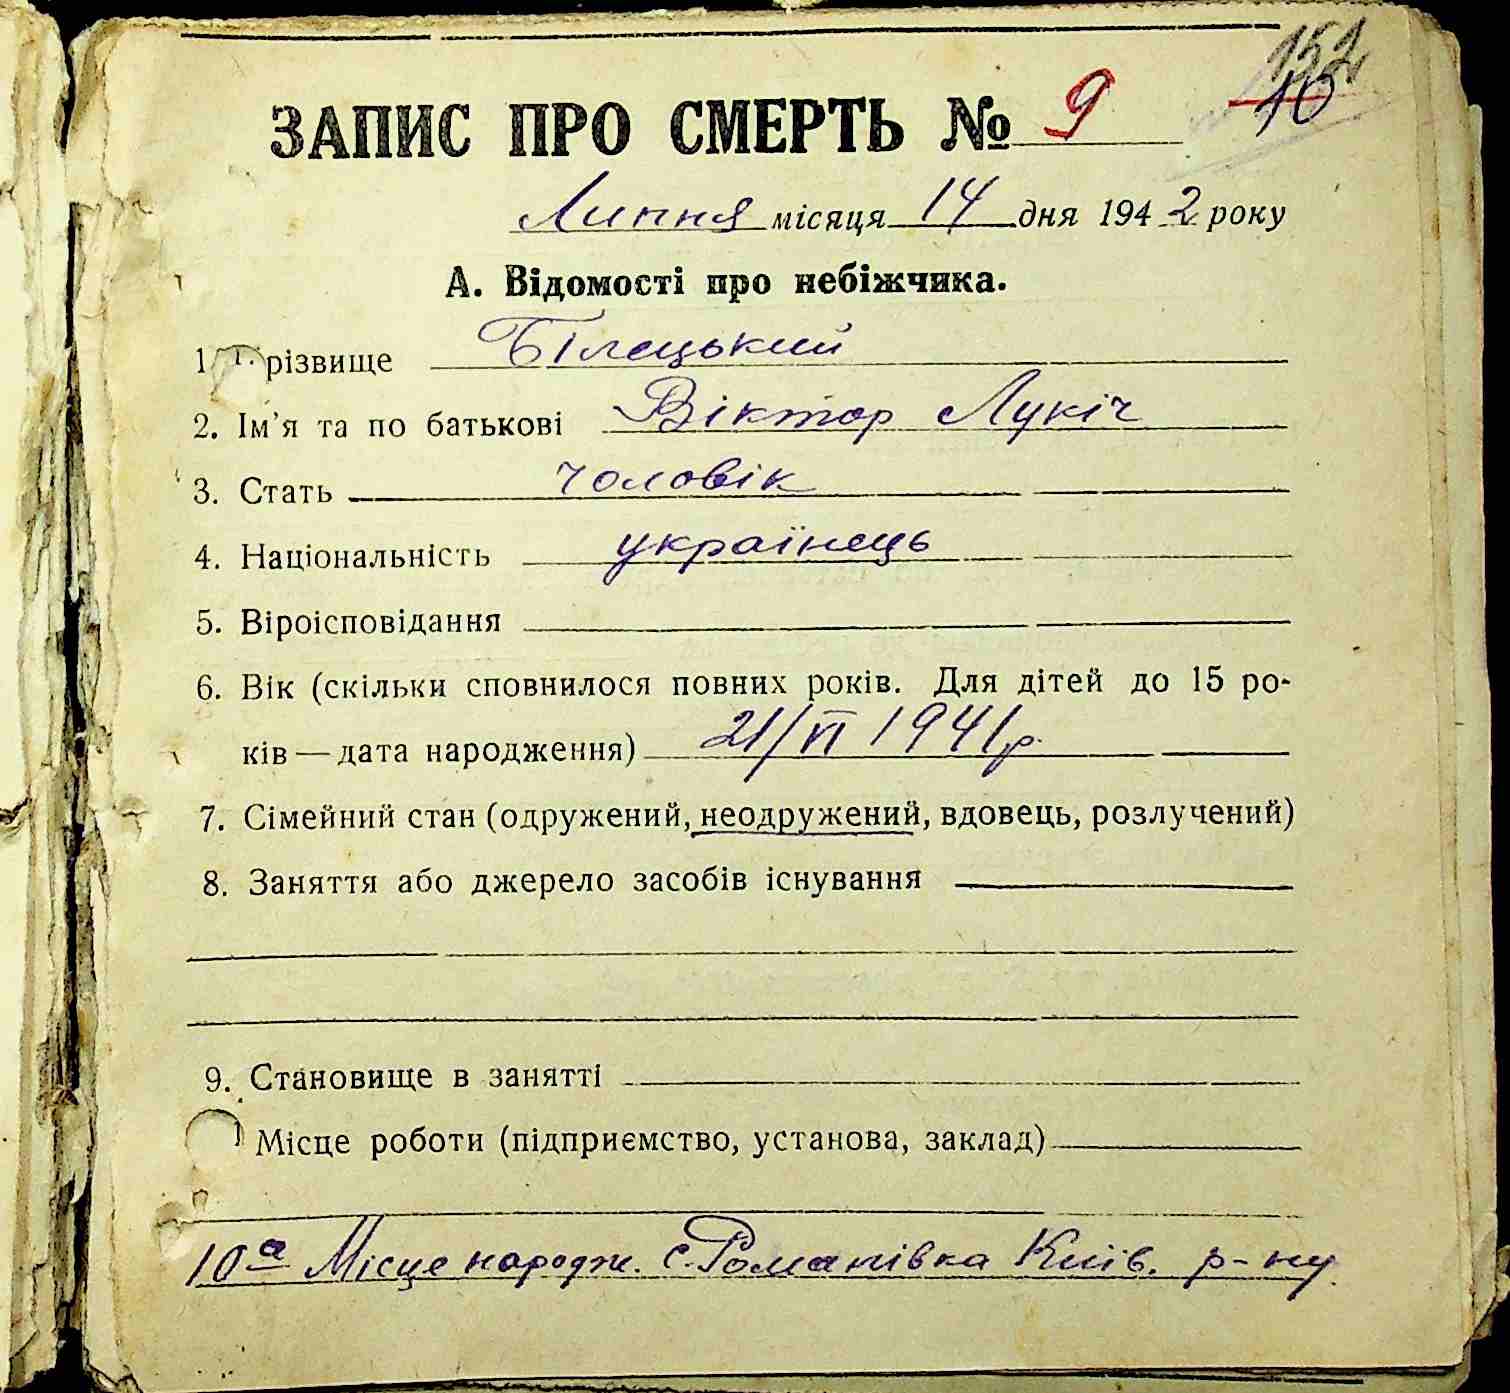 152
ЗАПИС ПРО СМЕРТЬ № 9 10
Липня місяця 14 дня 1942 року
А. Відомості про небіжчика.
1. Прізвище Білецький
2. Ім'я та по батькові Віктор Лукіч
3. Стать чоловік
4. Національність українець
5. Віроісповідання
6. Вік (скільки сповнилося повних років. Для дітей до 15 ро-
ків — дата народження) 21/VI 1941 р.
7. Сімейний стан (одружений, неодружений, вдовець, розлучений)
8. Заняття або джерело засобів існування
9. Становище в занятті
Місце роботи (підприємство, установа, заклад)
10а Місце народж. с. Романівка Київ. р-ну.